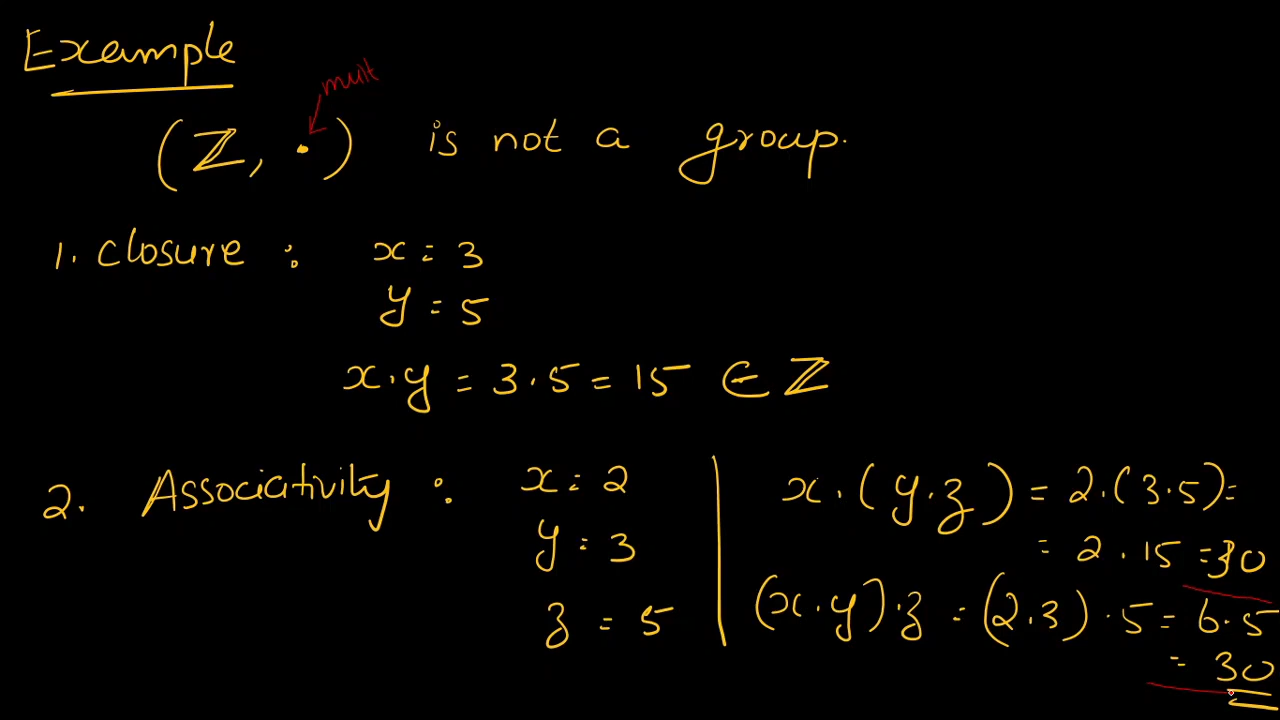 Example
mult
(ℤ, •) is not a group.
1. Closure : x = 3
y = 5
x.y = 3.5 = 15 ∈ ℤ
2. Associativity : x = 2
y = 3
z = 5
x.(y.z) = 2.(3.5) =
= 2.15 = 30
(x.y).z = (2.3).5 = 6.5
= 30